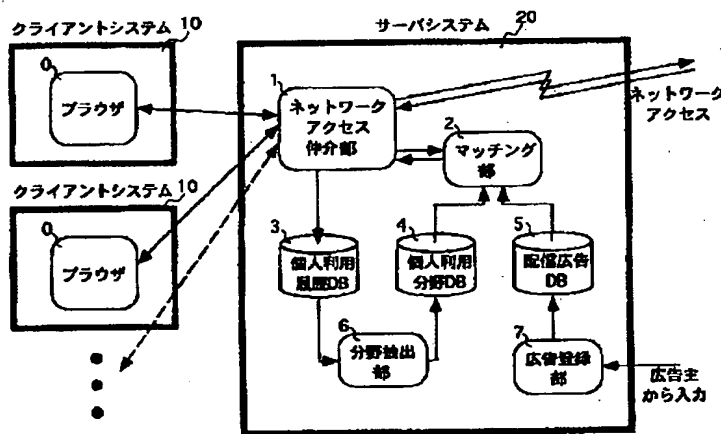 クライアントシステム 10
0
ブラウザ
クライアントシステム 10
0
ブラウザ
サーバシステム 20
1
ネットワーク
アクセス
仲介部
ネットワーク
アクセス
2
マッチング
部
3
個人利用
履歴DB
4
個人利用
分野DB
5
配信広告
DB
6
分野抽出
部
7
広告登録
部
広告主
から入力